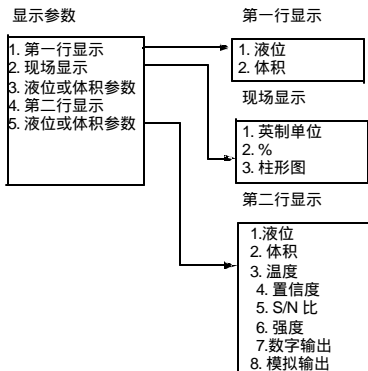 显示参数
1. 第一行显示
2. 现场显示
3. 液位或体积参数
4. 第二行显示
5. 液位或体积参数
第一行显示
1. 液位
2. 体积
现场显示
1. 英制单位
2. %
3. 柱形图
第二行显示
1.液位
2. 体积
3. 温度
4. 置信度
5. S/N 比
6. 强度
7.数字输出
8. 模拟输出